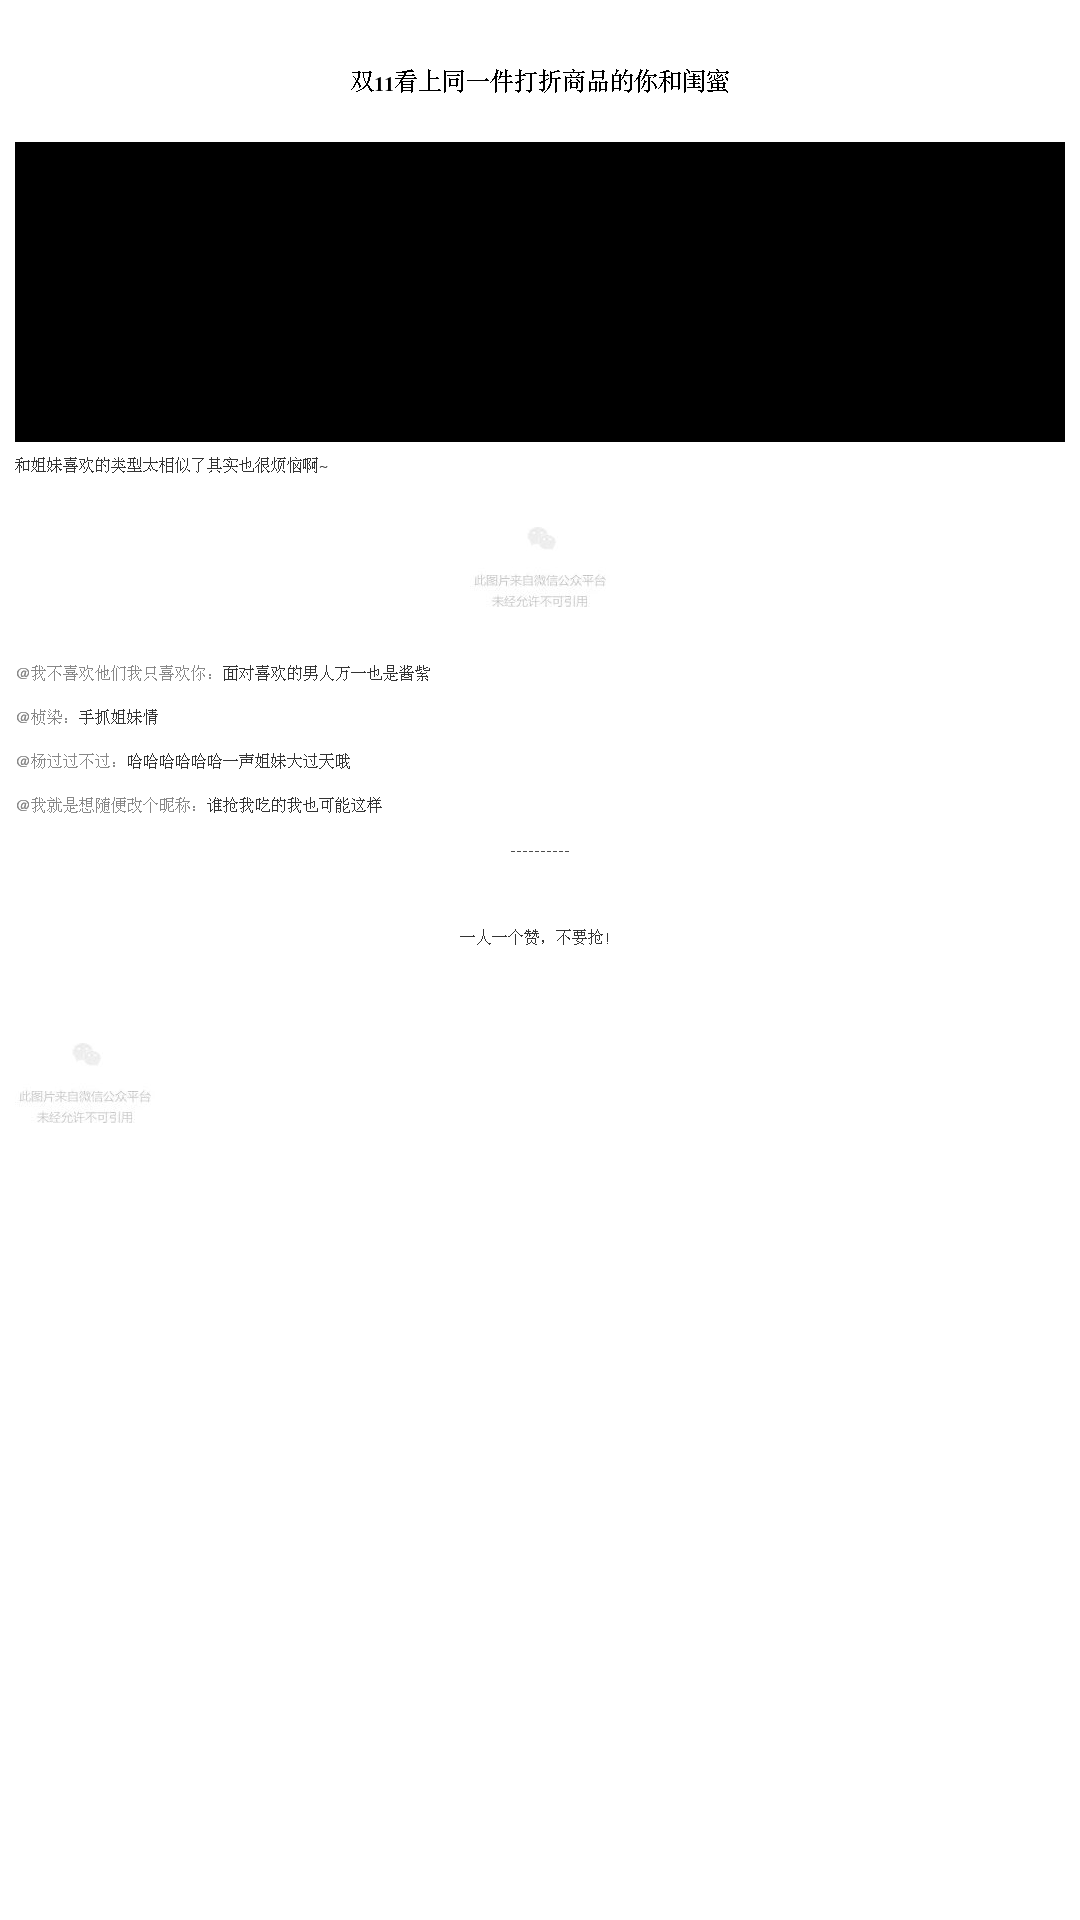 双11看上同一件打折商品的你和闺蜜
和姐妹喜欢的类型太相似了其实也很烦恼啊~
此图片来自微信公众平台
未经允许不可引用
@我不喜欢他们我只喜欢你：面对喜欢的男人万一也是酱紫
@桢染：手抓姐妹情
@杨过过不过：哈哈哈哈哈哈一声姐妹大过天哦
@我就是想随便改个昵称：谁抢我吃的我也可能这样
----------
一人一个赞，不要抢！
此图片来自微信公众平台
未经允许不可引用